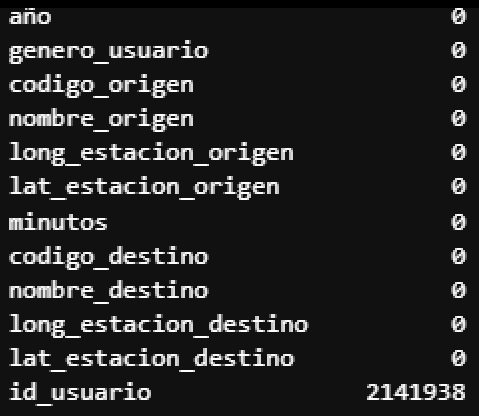 año 0
genero_usuario 0
codigo_origen 0
nombre_origen 0
long_estacion_origen 0
lat_estacion_origen 0
minutos 0
codigo_destino 0
nombre_destino 0
long_estacion_destino 0
lat_estacion_destino 0
id_usuario 2141938